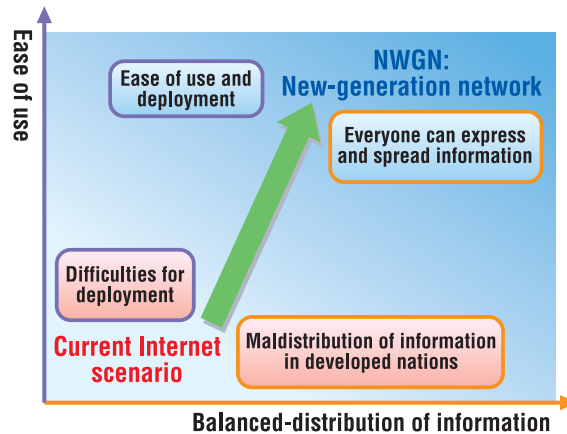 Ease of use
NWGN:
New-generation network
Ease of use and
deployment
Everyone can express
and spread information
Difficulties for
deployment
Current Internet
scenario
Maldistribution of information
in developed nations
Balanced-distribution of information